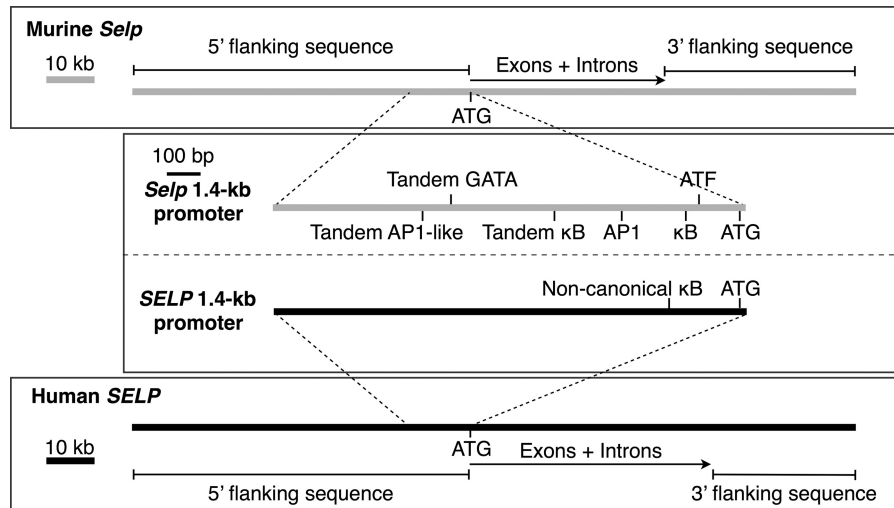 Murine Selp
10 kb
5’ flanking sequence
Exons + Introns
3’ flanking sequence
ATG
100 bp
Selp 1.4-kb
promoter
Tandem GATA
ATF
Tandem AP1-like
Tandem κB
AP1
κB
ATG
SELP 1.4-kb
promoter
Non-canonical κB
ATG
Human SELP
10 kb
ATG
Exons + Introns
5’ flanking sequence
3’ flanking sequence